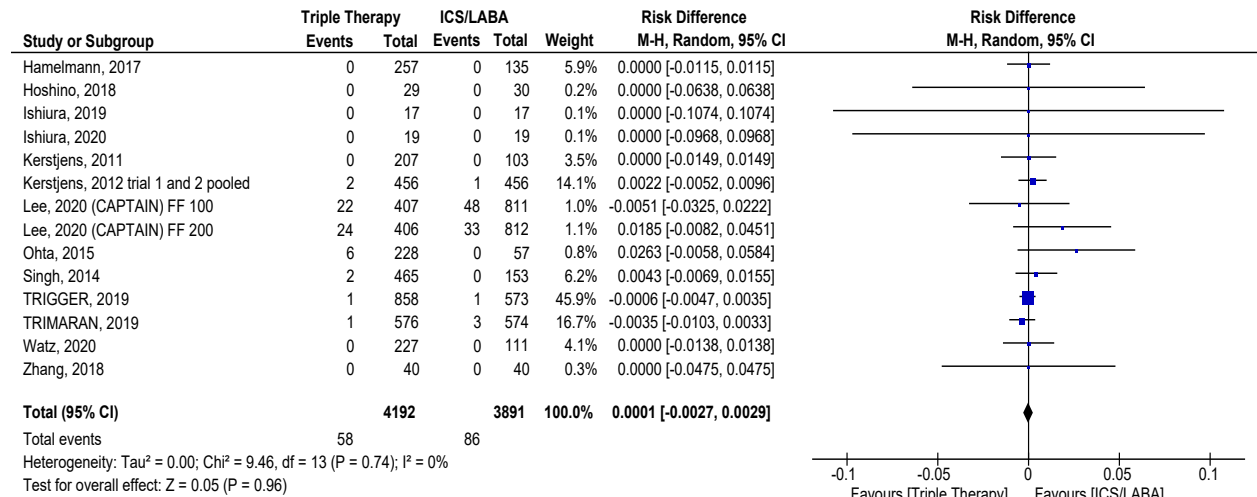 Triple Therapy ICS/LABA Risk Difference Risk Difference
Study or Subgroup Events Total Events Total Weight M-H, Random, 95% CI M-H, Random, 95% CI
Hamelmann, 2017 0 257 0 135 5.9% 0.0000 [-0.0115, 0.0115]
Hoshino, 2018 0 29 0 30 0.2% 0.0000 [-0.0638, 0.0638]
Ishiura, 2019 0 17 0 17 0.1% 0.0000 [-0.1074, 0.1074]
Ishiura, 2020 0 19 0 19 0.1% 0.0000 [-0.0968, 0.0968]
Kerstjens, 2011 0 207 0 103 3.5% 0.0000 [-0.0149, 0.0149]
Kerstjens, 2012 trial 1 and 2 pooled 2 456 1 456 14.1% 0.0022 [-0.0052, 0.0096]
Lee, 2020 (CAPTAIN) FF 100 22 407 48 811 1.0% -0.0051 [-0.0325, 0.0222]
Lee, 2020 (CAPTAIN) FF 200 24 406 33 812 1.1% 0.0185 [-0.0082, 0.0451]
Ohta, 2015 6 228 0 57 0.8% 0.0263 [-0.0058, 0.0584]
Singh, 2014 2 465 0 153 6.2% 0.0043 [-0.0069, 0.0155]
TRIGGER, 2019 1 858 1 573 45.9% -0.0006 [-0.0047, 0.0035]
TRIMARAN, 2019 1 576 3 574 16.7% -0.0035 [-0.0103, 0.0033]
Watz, 2020 0 227 0 111 4.1% 0.0000 [-0.0138, 0.0138]
Zhang, 2018 0 40 0 40 0.3% 0.0000 [-0.0475, 0.0475]
Total (95% CI) 4192 3891 100.0% 0.0001 [-0.0027, 0.0029]
Total events 58 86
Heterogeneity: Tau² = 0.00; Chi² = 9.46, df = 13 (P = 0.74); I² = 0%
Test for overall effect: Z = 0.05 (P = 0.96)
-0.1 -0.05 0 0.05 0.1
Favours [Triple Therapy] Favours [ICS/LABA]